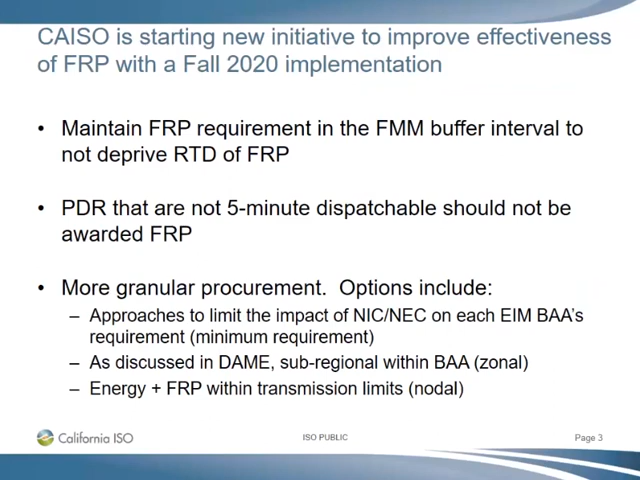 CAISO is starting new initiative to improve effectiveness
of FRP with a Fall 2020 implementation
• Maintain FRP requirement in the FMM buffer interval to
not deprive RTD of FRP
• PDR that are not 5-minute dispatchable should not be
awarded FRP
• More granular procurement. Options include:
– Approaches to limit the impact of NIC/NEC on each EIM BAA's
requirement (minimum requirement)
– As discussed in DAME, sub-regional within BAA (zonal)
– Energy + FRP within transmission limits (nodal)
California ISO
ISO PUBLIC
Page 3